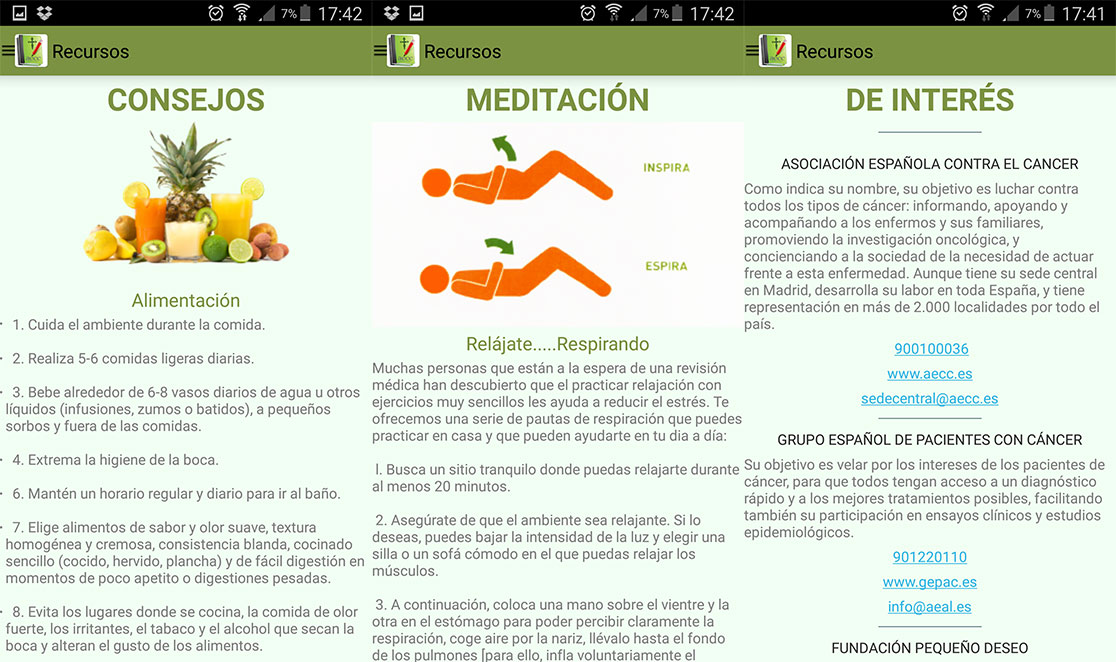 7% 17:42
Recursos
CONSEJOS
Alimentación
1. Cuida el ambiente durante la comida.
2. Realiza 5-6 comidas ligeras diarias.
3. Bebe alrededor de 6-8 vasos diarios de agua u otros
líquidos (infusiones, zumos o batidos), a pequeños
sorbos y fuera de las comidas.
4. Extrema la higiene de la boca.
6. Mantén un horario regular y diario para ir al baño.
7. Elige alimentos de sabor y olor suave, textura
homogénea y cremosa, consistencia blanda, cocinado
sencillo (cocido, hervido, plancha) y de fácil digestión en
momentos de poco apetito o digestiones pesadas.
8. Evita los lugares donde se cocina, la comida de olor
fuerte, los irritantes, el tabaco y el alcohol que secan la
boca y alteran el gusto de los alimentos.
7% 17:42
Recursos
MEDITACIÓN
INSPIRA
ESPIRA
Relájate.....Respirando
Muchas personas que están a la espera de una revisión
médica han descubierto que el practicar relajación con
ejercicios muy sencillos les ayuda a reducir el estrés. Te
ofrecemos una serie de pautas de respiración que puedes
practicar en casa y que pueden ayudarte en tu dia a día:
l. Busca un sitio tranquilo donde puedas relajarte durante
al menos 20 minutos.
2. Asegúrate de que el ambiente sea relajante. Si lo
deseas, puedes bajar la intensidad de la luz y elegir una
silla o un sofá cómodo en el que puedas relajar los
músculos.
3. A continuación, coloca una mano sobre el vientre y la
otra en el estómago para poder percibir claramente la
respiración, coge aire por la nariz, llévalo hasta el fondo
de los pulmones [para ello, infla voluntariamente el
7% 17:41
Recursos
DE INTERÉS
ASOCIACIÓN ESPAÑOLA CONTRA EL CANCER
Como indica su nombre, su objetivo es luchar contra
todos los tipos de cáncer: informando, apoyando y
acompañando a los enfermos y sus familiares,
promoviendo la investigación oncológica, y
concienciando a la sociedad de la necesidad de actuar
frente a esta enfermedad. Aunque tiene su sede central
en Madrid, desarrolla su labor en toda España, y tiene
representación en más de 2.000 localidades por todo el
país.
900100036
www.aecc.es
sedecentral@aecc.es
GRUPO ESPAÑOL DE PACIENTES CON CÁNCER
Su objetivo es velar por los intereses de los pacientes de
cáncer, para que todos tengan acceso a un diagnóstico
rápido y a los mejores tratamientos posibles, facilitando
también su participación en ensayos clínicos y estudios
epidemiológicos.
901220110
www.gepac.es
info@aeal.es
FUNDACIÓN PEQUEÑO DESEO